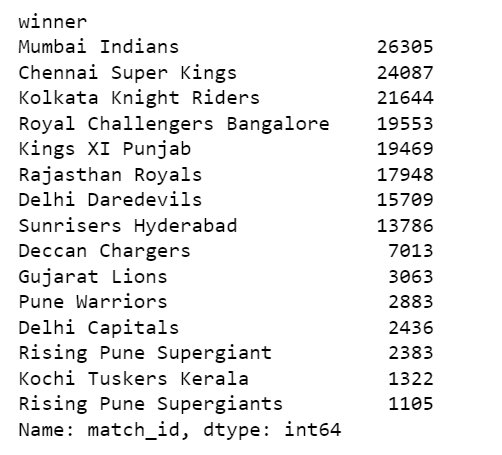 winner
Mumbai Indians 26305
Chennai Super Kings 24087
Kolkata Knight Riders 21644
Royal Challengers Bangalore 19553
Kings XI Punjab 19469
Rajasthan Royals 17948
Delhi Daredevils 15709
Sunrisers Hyderabad 13786
Deccan Chargers 7013
Gujarat Lions 3063
Pune Warriors 2883
Delhi Capitals 2436
Rising Pune Supergiant 2383
Kochi Tuskers Kerala 1322
Rising Pune Supergiants 1105
Name: match_id, dtype: int64